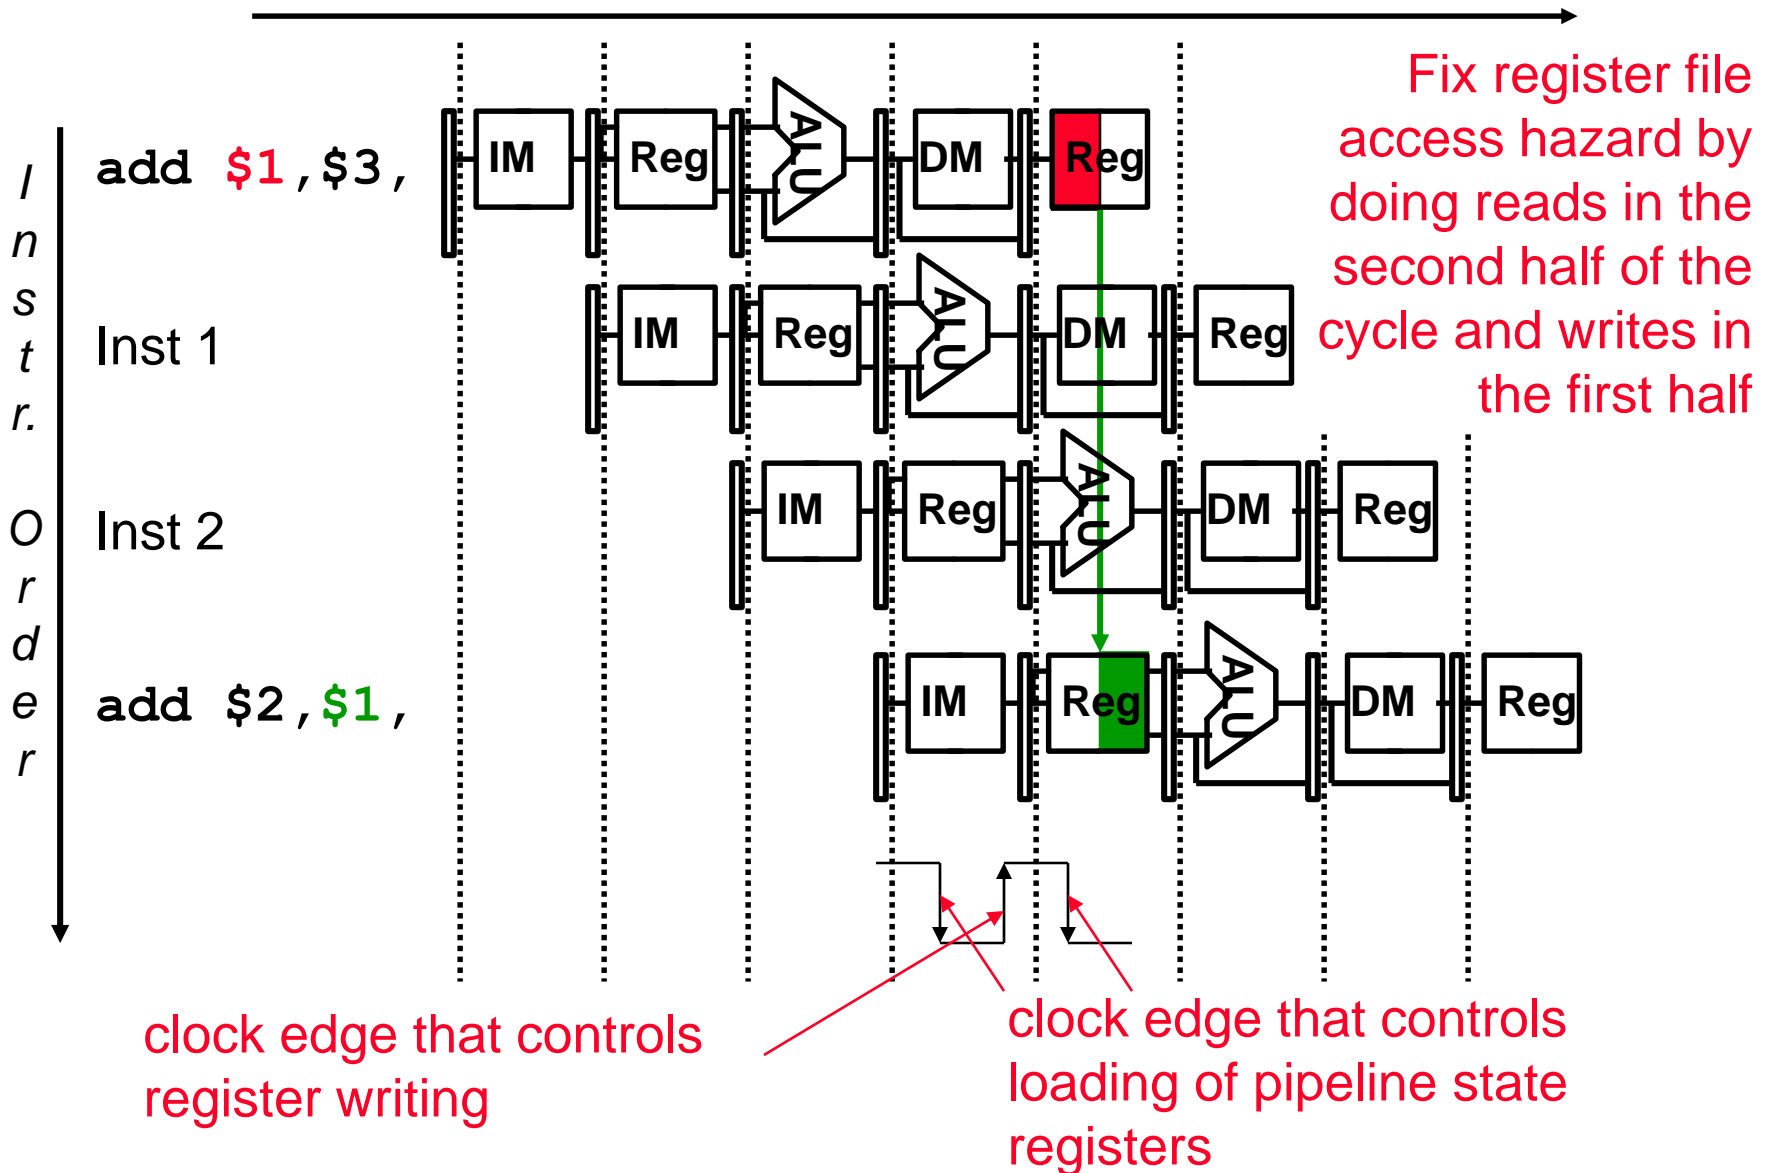 Fix register file
access hazard by
doing reads in the
second half of the
cycle and writes in
the first half
Instr. Order
add $1,$3,
IM Reg ALU DM Reg
Inst 1
IM Reg ALU DM Reg
Inst 2
IM Reg ALU DM Reg
add $2,$1,
IM Reg ALU DM Reg
clock edge that controls
register writing
clock edge that controls
loading of pipeline state
registers